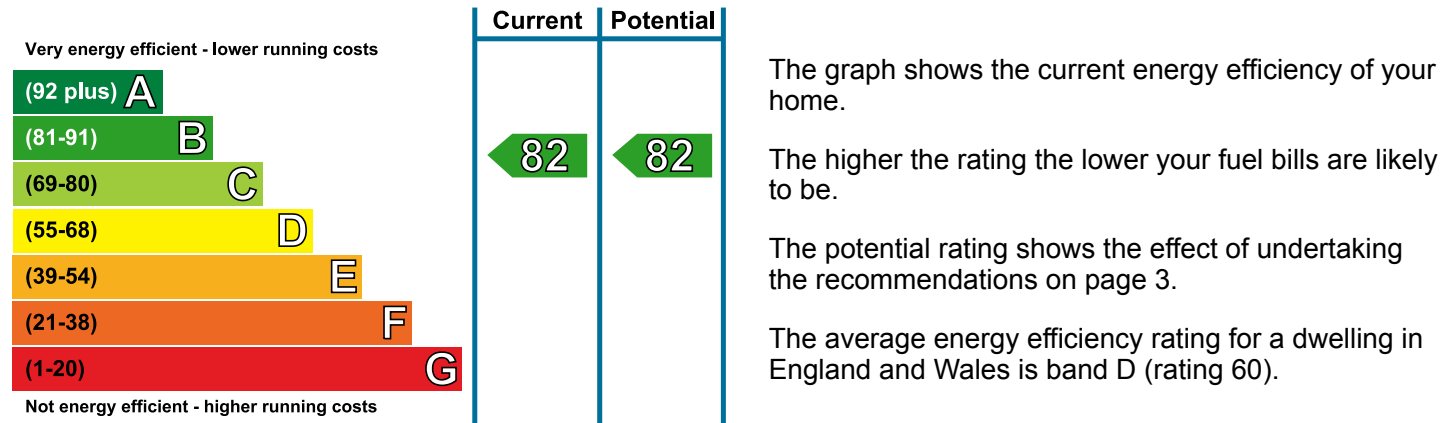 Current Potential
Very energy efficient - lower running costs
(92 plus) A
(81-91) B
82 82
(69-80) C
(55-68) D
(39-54) E
(21-38) F
(1-20) G
Not energy efficient - higher running costs
The graph shows the current energy efficiency of your
home.
The higher the rating the lower your fuel bills are likely
to be.
The potential rating shows the effect of undertaking
the recommendations on page 3.
The average energy efficiency rating for a dwelling in
England and Wales is band D (rating 60).